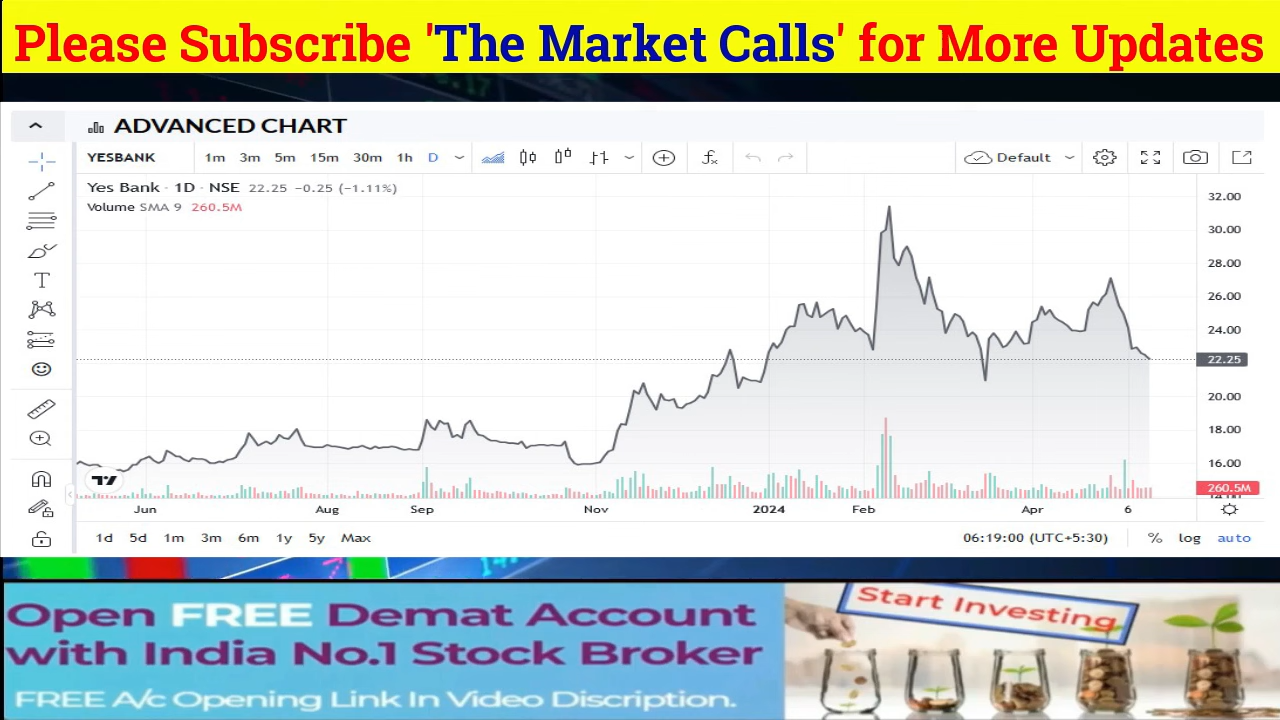 Please Subscribe 'The Market Calls' for More Updates
ADVANCED CHART
YESBANK 1m 3m 5m 15m 30m 1h D Default
Yes Bank · 1D · NSE 22.25 −0.25 (−1.11%)
Volume SMA 9 260.5M
32.00
30.00
28.00
26.00
24.00
22.25
20.00
18.00
16.00
260.5M
Jun Aug Sep Nov 2024 Feb Apr 6
1d 5d 1m 3m 6m 1y 5y Max 06:19:00 (UTC+5:30) % log auto
Open FREE Demat Account
with India No.1 Stock Broker
FREE A/c Opening Link In Video Discription.
Start Investing